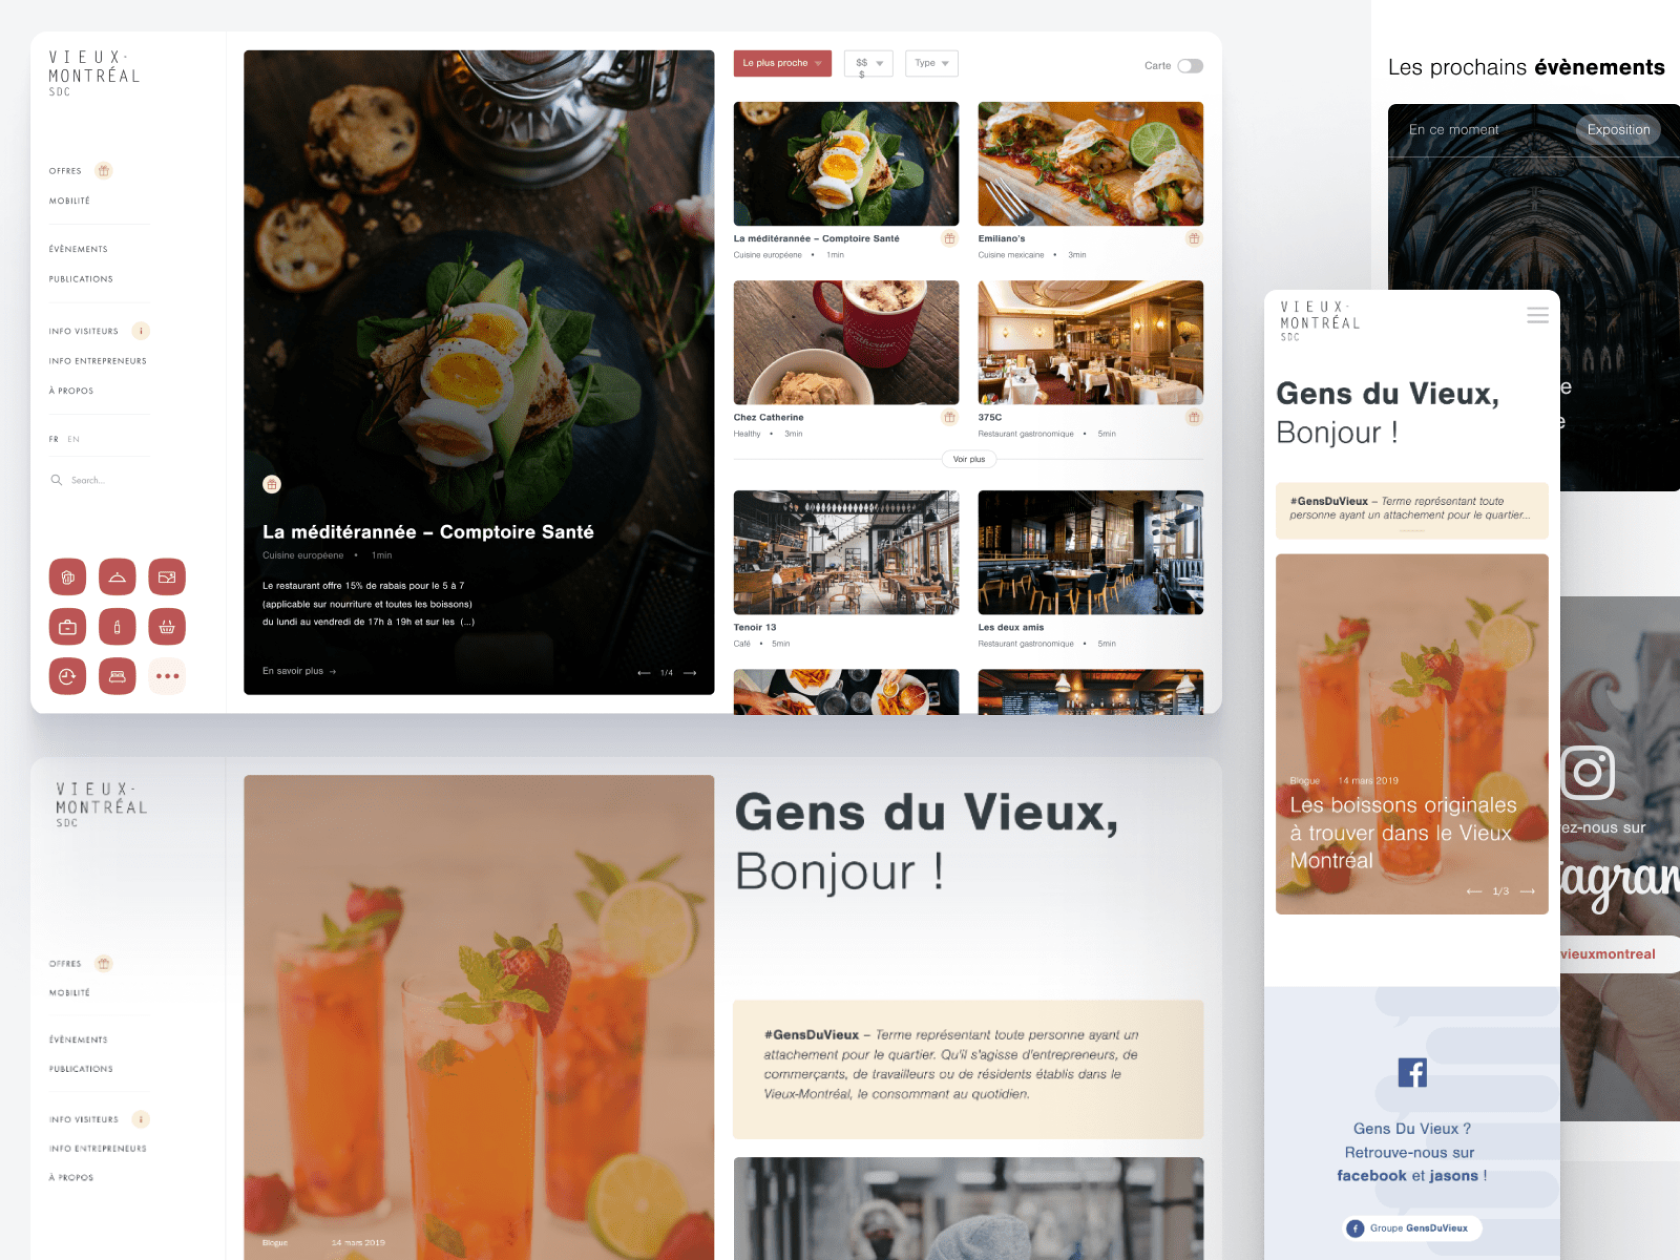 VIEUX-
MONTRÉAL
SDC
OFFRES
MOBILITÉ
ÉVÈNEMENTS
PUBLICATIONS
INFO VISITEURS
INFO ENTREPRENEURS
À PROPOS
FR EN
Search...
La méditérannée – Comptoire Santé
Cuisine européene • 1min
Le restaurant offre 15% de rabais pour le 5 à 7
(applicable sur nourriture et toutes les boissons)
du lundi au vendredi de 17h à 19h et sur les (...)
En savoir plus →
← 1/4 →
Le plus proche
$$
$
Type
Carte
La méditérannée – Comptoire Santé
Cuisine européene • 1min
Emiliano's
Cuisine mexicaine • 3min
Chez Catherine
Healthy • 3min
375C
Restaurant gastronomique • 5min
Voir plus
Tenoir 13
Café • 5min
Les deux amis
Restaurant gastronomique • 5min
VIEUX-
MONTRÉAL
SDC
OFFRES
MOBILITÉ
ÉVÈNEMENTS
PUBLICATIONS
INFO VISITEURS
INFO ENTREPRENEURS
À PROPOS
Blogue 14 mars 2019
Gens du Vieux,
Bonjour !
#GensDuVieux – Terme représentant toute personne ayant un
attachement pour le quartier. Qu'il s'agisse d'entrepreneurs, de
commerçants, de travailleurs ou de résidents établis dans le
Vieux-Montréal, le consommant au quotidien.
Les prochains évènements
En ce moment
Exposition
e
e
VIEUX-
MONTRÉAL
SDC
Gens du Vieux,
Bonjour !
#GensDuVieux – Terme représentant toute
personne ayant un attachement pour le quartier...
Blogue 14 mars 2019
Les boissons originales
à trouver dans le Vieux
Montréal
← 1/3 →
Gens Du Vieux ?
Retrouve-nous sur
facebook et jasons !
Groupe GensDuVieux
ez-nous sur
tagram
vieuxmontreal